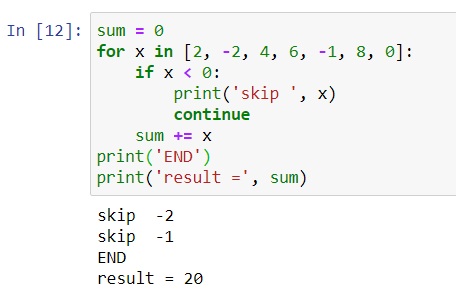 In [12]: sum = 0
for x in [2, -2, 4, 6, -1, 8, 0]:
    if x < 0:
        print('skip ', x)
        continue
    sum += x
print('END')
print('result =', sum)
skip  -2
skip  -1
END
result = 20